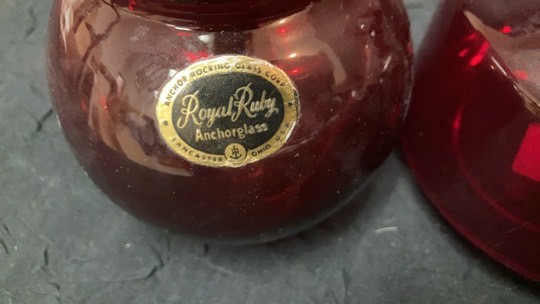 ANCHOR HOCKING GLASS CORP
Royal Ruby
Anchorglass
LANCASTER OHIO U.S.A.